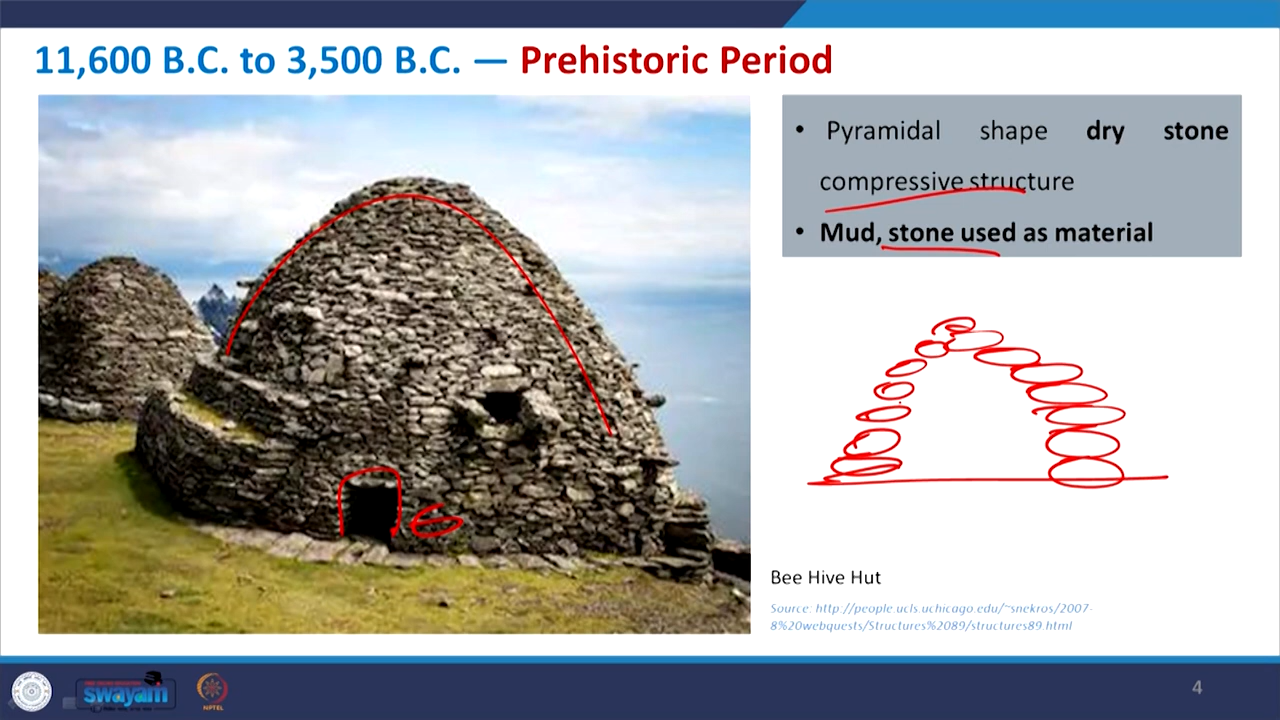 11,600 B.C. to 3,500 B.C. — Prehistoric Period
• Pyramidal shape dry stone
compressive structure
• Mud, stone used as material
Bee Hive Hut
Source: http://people.ucls.uchicago.edu/~snekros/2007-
8%20webquests/Structures%2089/structures89.html
swayam
NPTEL
4